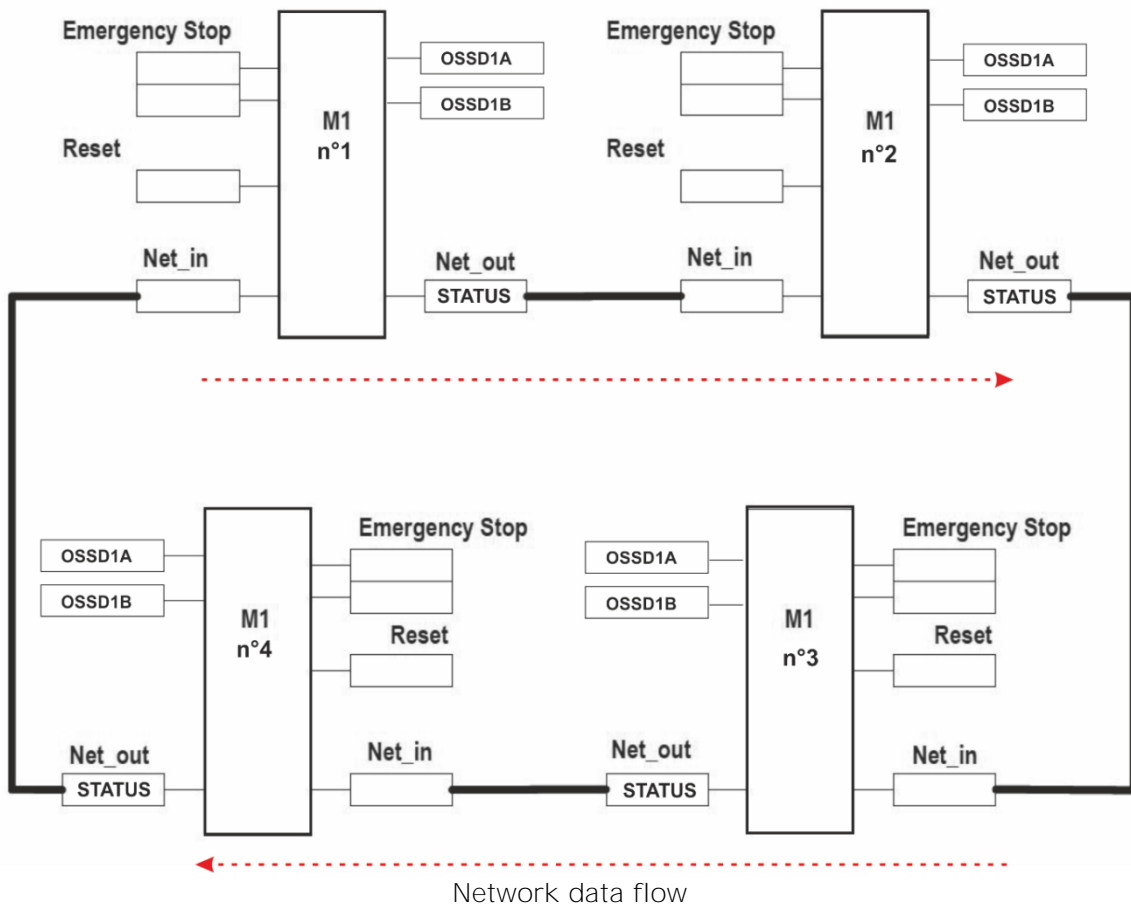 Emergency Stop
OSSD1A
OSSD1B
M1
n°1
Reset
Net_in
Net_out
STATUS
Emergency Stop
OSSD1A
OSSD1B
M1
n°2
Reset
Net_in
Net_out
STATUS
OSSD1A
OSSD1B
M1
n°4
Emergency Stop
Reset
Net_out
STATUS
Net_in
OSSD1A
OSSD1B
M1
n°3
Emergency Stop
Reset
Net_out
STATUS
Net_in
Network data flow